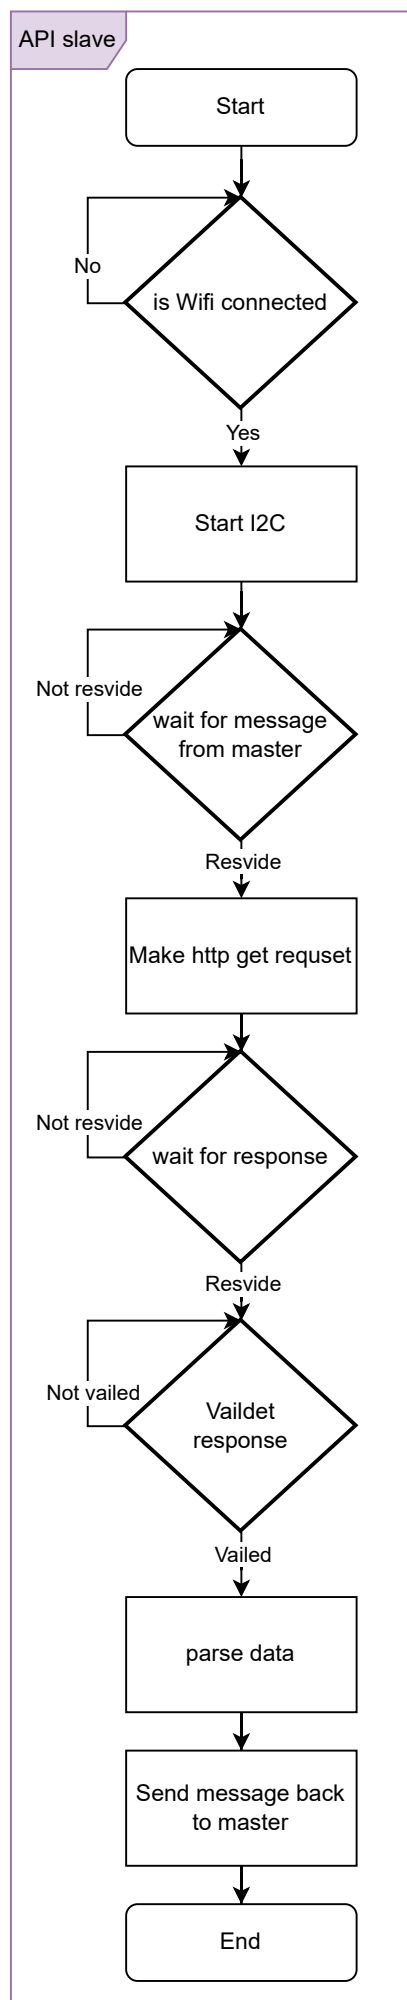 API slave
Start
No
is Wifi connected
Yes
Start I2C
Not resvide
wait for message
from master
Resvide
Make http get requset
Not resvide
wait for response
Resvide
Not vailed
Vaildet
response
Vailed
parse data
Send message back
to master
End